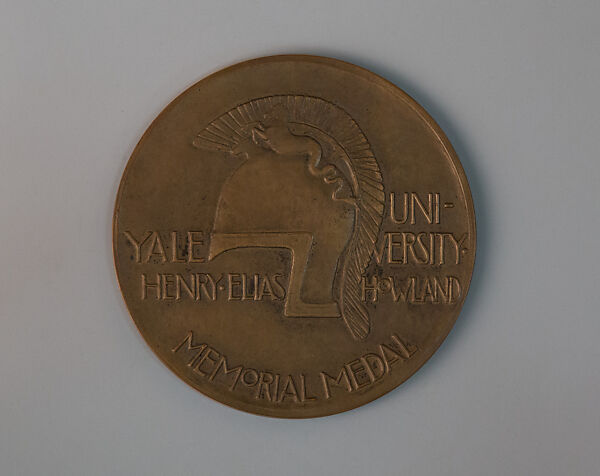 YALE UNI-
VERSITY·
HENRY·ELIAS HOWLAND
MEMORIAL MEDAL